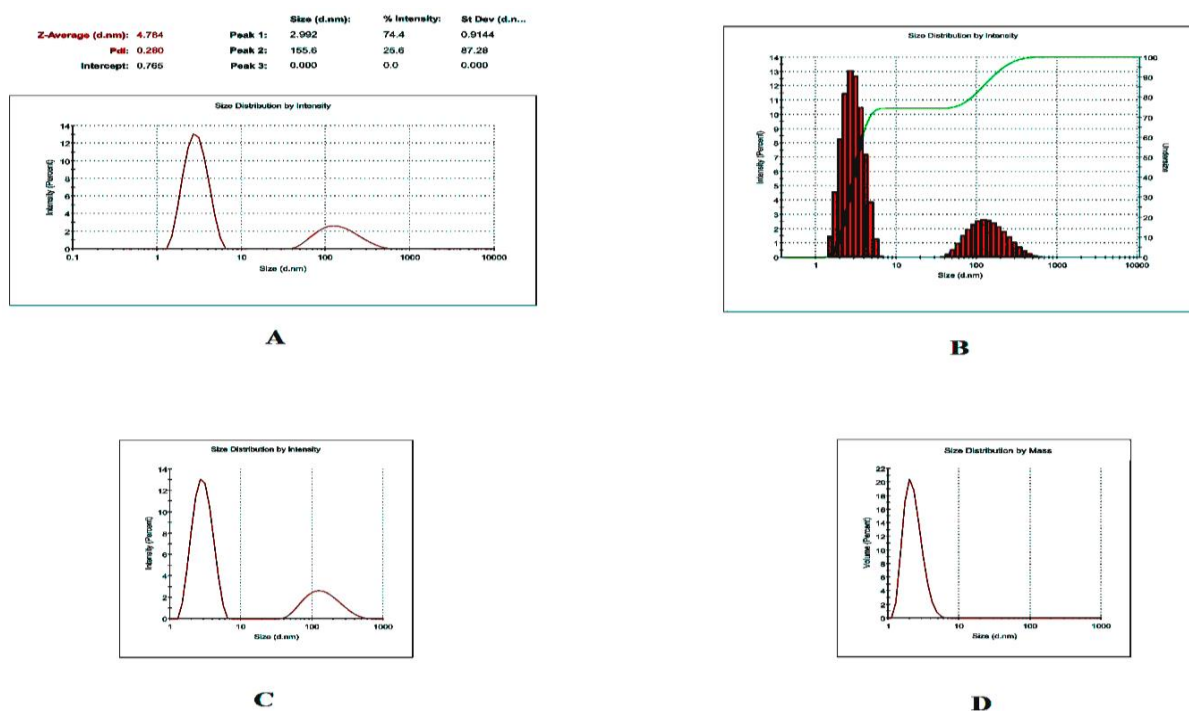 Size (d.nm): % Intensity: St Dev (d.n...
Z-Average (d.nm): 4.784 Peak 1: 2.992 74.4 0.9144
PdI: 0.280 Peak 2: 155.6 25.6 87.28
Intercept: 0.765 Peak 3: 0.000 0.0 0.000
Size Distribution by Intensity
14
12
10
8
6
4
2
0
Intensity (Percent)
0.1 1 10 100 1000 10000
Size (d.nm)
A
Size Distribution by Intensity
14
13
12
11
10
9
8
7
6
5
4
3
2
1
0
Intensity (Percent)
100
90
80
70
60
50
40
30
20
10
0
Undersize
1 10 100 1000 10000
Size (d.nm)
B
Size Distribution by Intensity
14
12
10
8
6
4
2
0
Intensity (Percent)
1 10 100 1000
Size (d.nm)
C
Size Distribution by Mass
22
20
18
16
14
12
10
8
6
4
2
0
Volume (Percent)
1 10 100 1000
Size (d.nm)
D